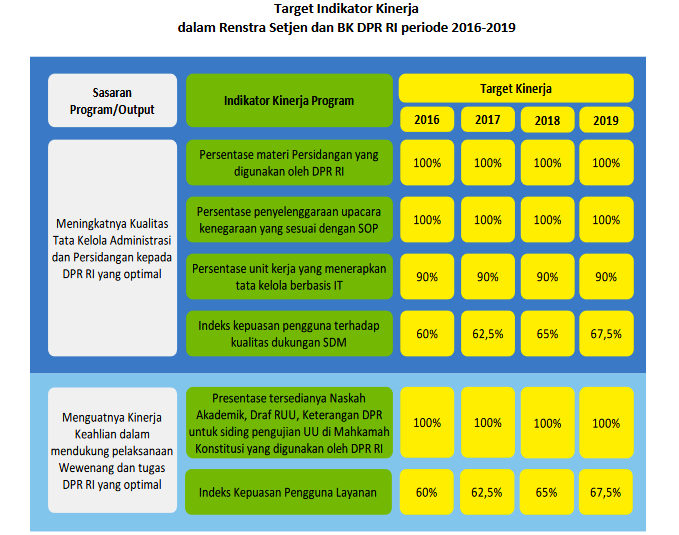 Target Indikator Kinerja
dalam Renstra Setjen dan BK DPR RI periode 2016-2019
Sasaran
Program/Output
Indikator Kinerja Program
Target Kinerja
2016
2017
2018
2019
Meningkatnya Kualitas
Tata Kelola Administrasi
dan Persidangan kepada
DPR RI yang optimal
Persentase materi Persidangan yang
digunakan oleh DPR RI
100%
100%
100%
100%
Persentase penyelenggaraan upacara
kenegaraan yang sesuai dengan SOP
100%
100%
100%
100%
Persentase unit kerja yang menerapkan
tata kelola berbasis IT
90%
90%
90%
90%
Indeks kepuasan pengguna terhadap
kualitas dukungan SDM
60%
62,5%
65%
67,5%
Menguatnya Kinerja
Keahlian dalam
mendukung pelaksanaan
Wewenang dan tugas
DPR RI yang optimal
Presentase tersedianya Naskah
Akademik, Draf RUU, Keterangan DPR
untuk siding pengujian UU di Mahkamah
Konstitusi yang digunakan oleh DPR RI
100%
100%
100%
100%
Indeks Kepuasan Pengguna Layanan
60%
62,5%
65%
67,5%